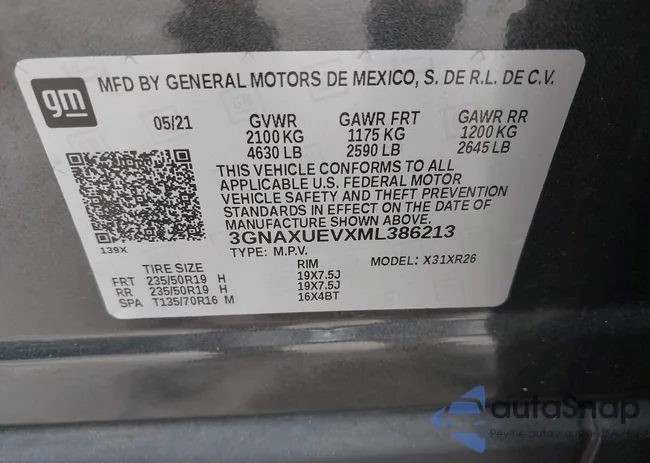 gm
MFD BY GENERAL MOTORS DE MEXICO, S. DE R.L. DE C.V.
05/21 GVWR GAWR FRT GAWR RR
2100 KG 1175 KG 1200 KG
4630 LB 2590 LB 2645 LB
THIS VEHICLE CONFORMS TO ALL
APPLICABLE U.S. FEDERAL MOTOR
VEHICLE SAFETY AND THEFT PREVENTION
STANDARDS IN EFFECT ON THE DATE OF
MANUFACTURE SHOWN ABOVE.
139X
3GNAXUEVXML386213
TYPE: M.P.V. MODEL: X31XR26
TIRE SIZE RIM
FRT 235/50R19 H 19X7.5J
RR 235/50R19 H 19X7.5J
SPA T135/70R16 M 16X4BT
autoSnap
Pewne auto